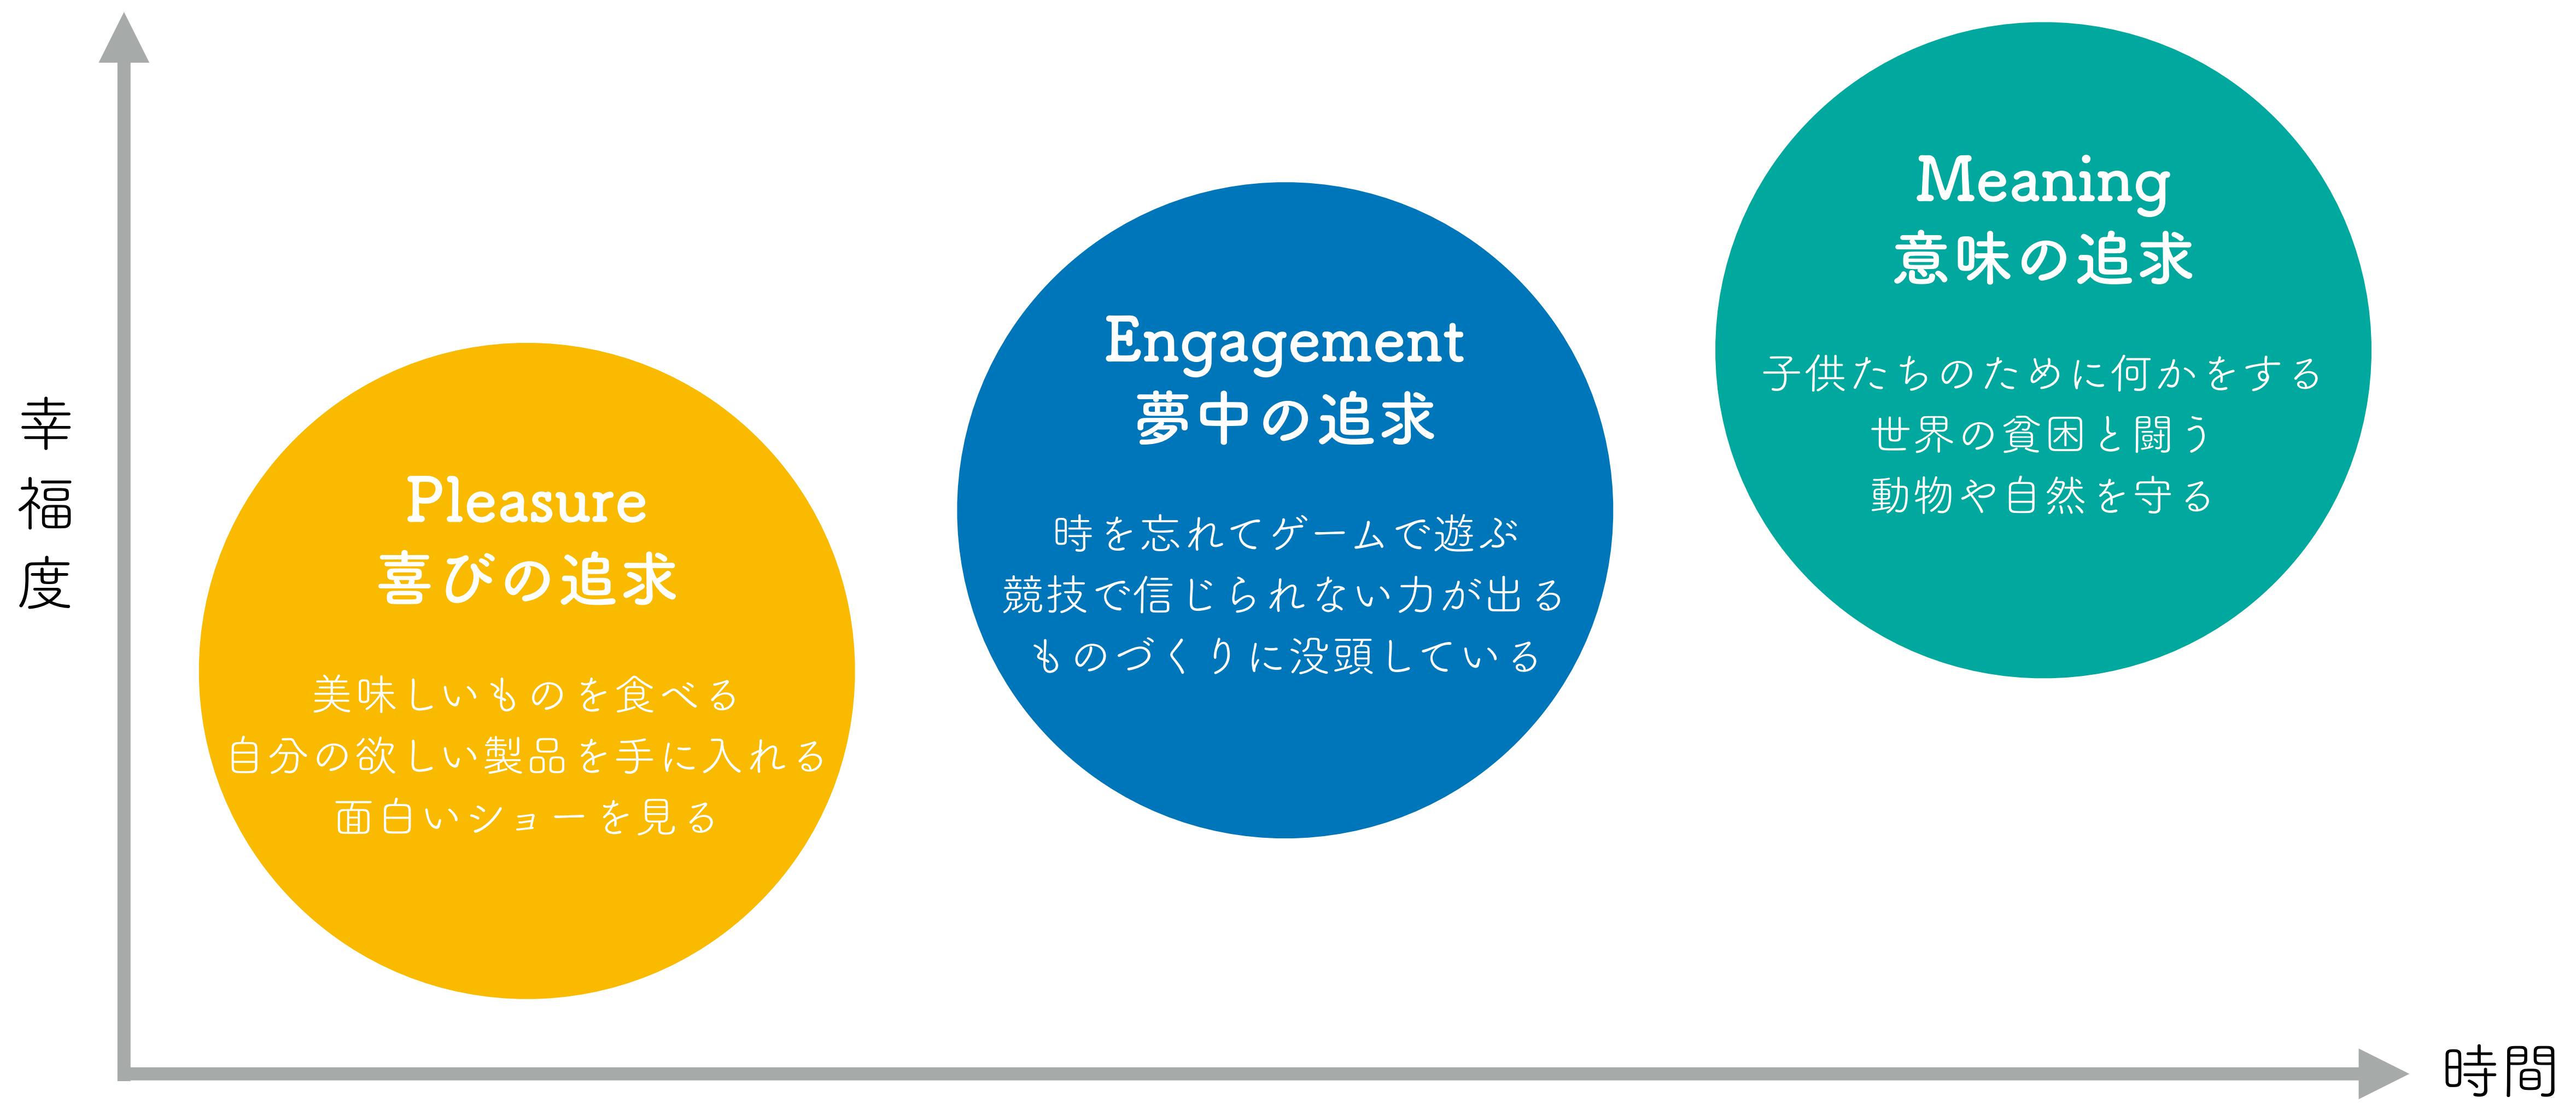 幸福度
Pleasure
喜びの追求
美味しいものを食べる
自分の欲しい製品を手に入れる
面白いショーを見る
Engagement
夢中の追求
時を忘れてゲームで遊ぶ
競技で信じられない力が出る
ものづくりに没頭している
Meaning
意味の追求
子供たちのために何かをする
世界の貧困と闘う
動物や自然を守る
時間